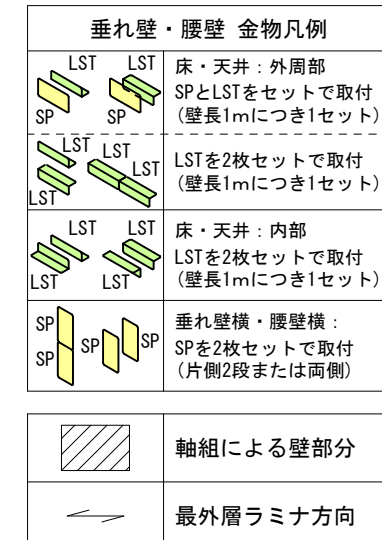 垂れ壁・腰壁 金物凡例
LST LST
SP SP
床・天井：外周部
SPとLSTをセットで取付
(壁長1mにつき1セット)
LST LST
LST LST
LSTを2枚セットで取付
(壁長1mにつき1セット)
LST LST
LST LST
床・天井：内部
LSTを2枚セットで取付
(壁長1mにつき1セット)
SP
SP SP SP
垂れ壁横・腰壁横：
SPを2枚セットで取付
(片側2段または両側)
軸組による壁部分
最外層ラミナ方向